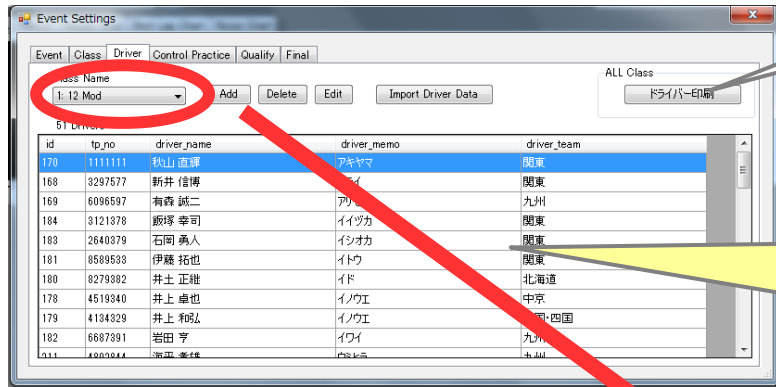 Event Settings
Event Class Driver Control Practice Qualify Final
Class Name ALL Class
1: 12 Mod Add Delete Edit Import Driver Data ドライバー印刷
51 Drivers
id tp_no driver_name driver_memo driver_team
170 1111111 秋山 直輝 アキヤマ 関東
168 3297577 新井 信博 関東
169 6096597 有森 誠二 九州
184 3121378 飯塚 幸司 イイヅカ 関東
183 2640379 石岡 勇人 イシオカ 関東
181 8589533 伊藤 拓也 イトウ 関東
180 8279382 井土 正維 イド 北海道
178 4519340 井上 卓也 イノウエ 中京
179 4134329 井上 和弘 イノウエ 国・四国
182 6687391 岩田 亨 イワイ 九州